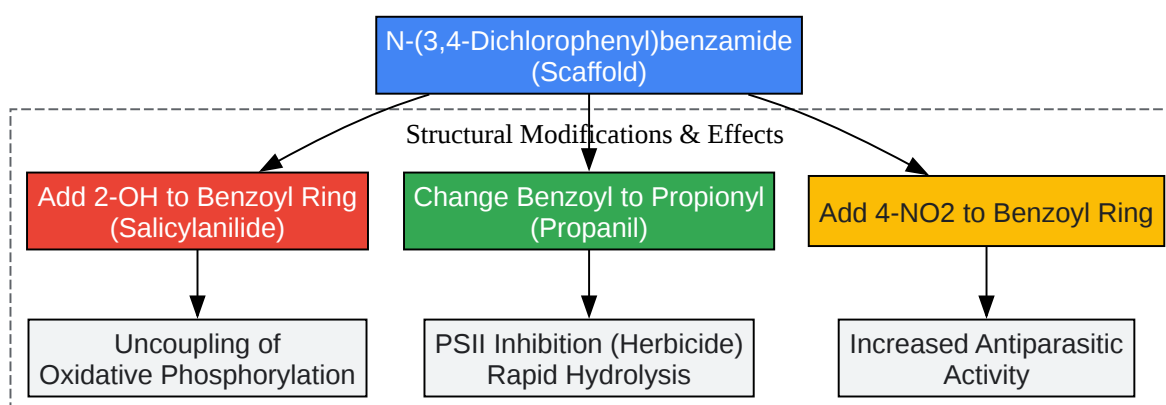 N-(3,4-Dichlorophenyl)benzamide
(Scaffold)
Structural Modifications & Effects
Add 2-OH to Benzoyl Ring
(Salicylanilide)
Change Benzoyl to Propionyl
(Propanil)
Add 4-NO2 to Benzoyl Ring
Uncoupling of
Oxidative Phosphorylation
PSII Inhibition (Herbicide)
Rapid Hydrolysis
Increased Antiparasitic
Activity